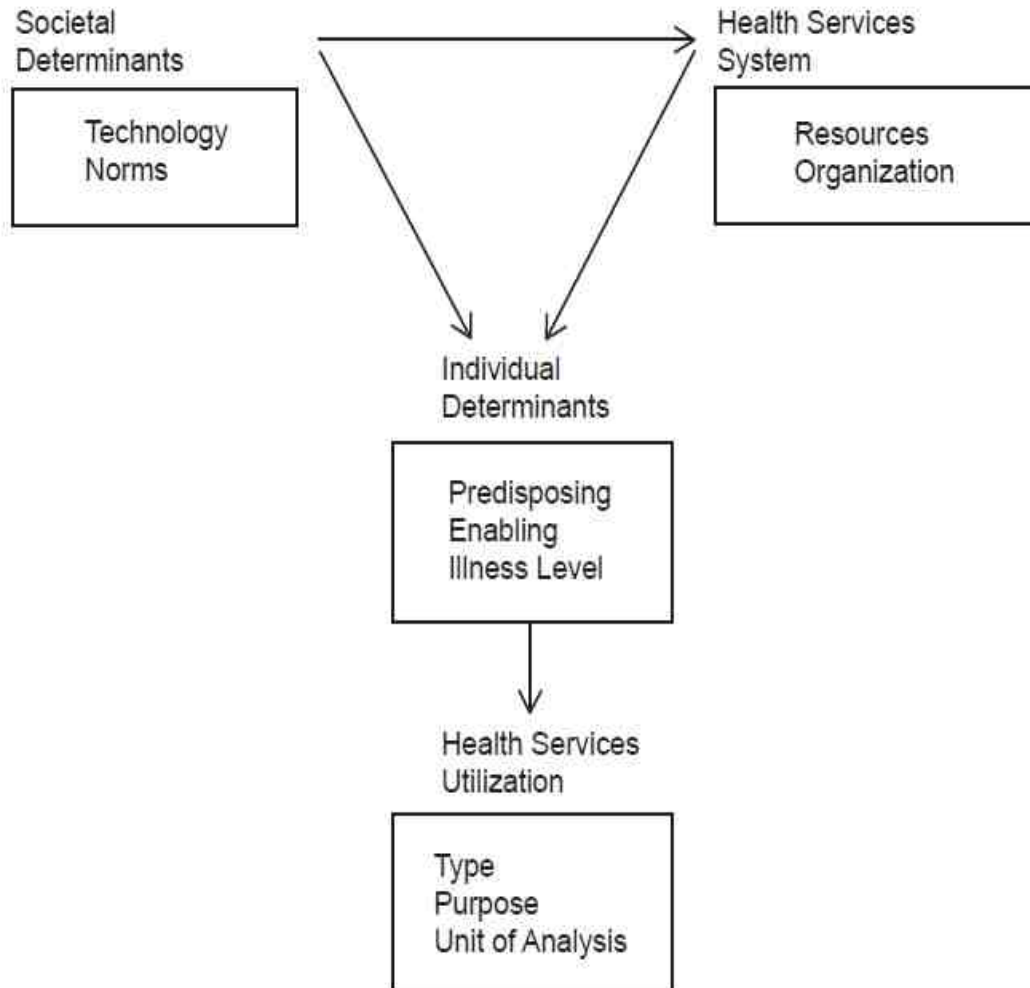 Societal
Determinants
Technology
Norms
Health Services
System
Resources
Organization
Individual
Determinants
Predisposing
Enabling
Illness Level
Health Services
Utilization
Type
Purpose
Unit of Analysis